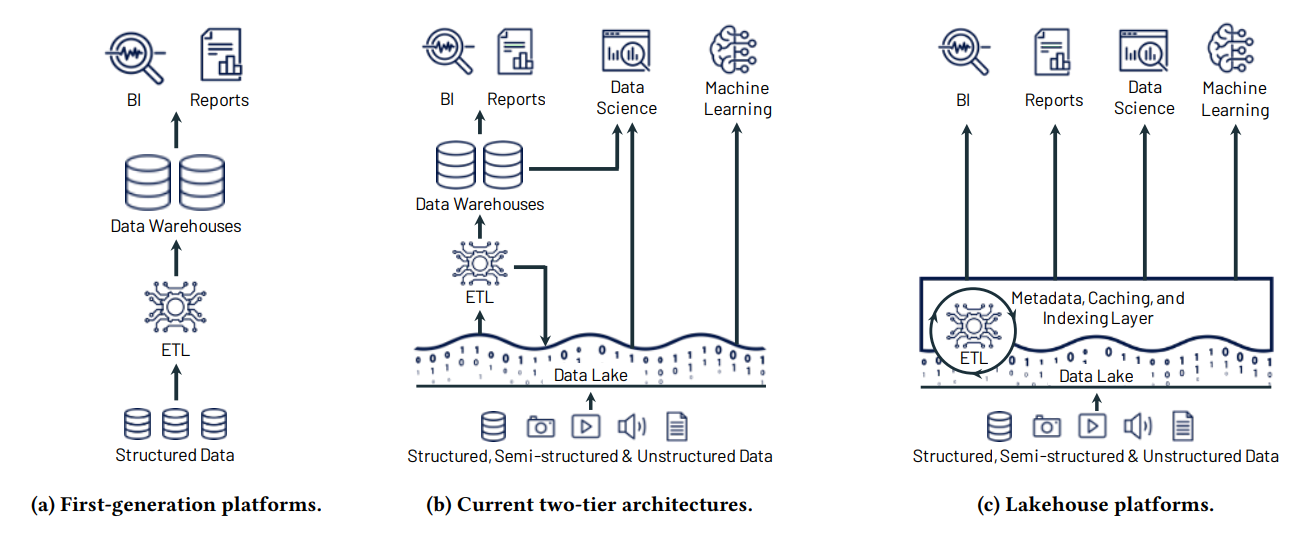 BI
Reports
Data Warehouses
ETL
Structured Data
(a) First-generation platforms.
BI
Reports
Data
Science
Machine
Learning
Data Warehouses
ETL
Data Lake
Structured, Semi-structured & Unstructured Data
(b) Current two-tier architectures.
BI
Reports
Data
Science
Machine
Learning
Metadata, Caching, and
Indexing Layer
ETL
Data Lake
Structured, Semi-structured & Unstructured Data
(c) Lakehouse platforms.